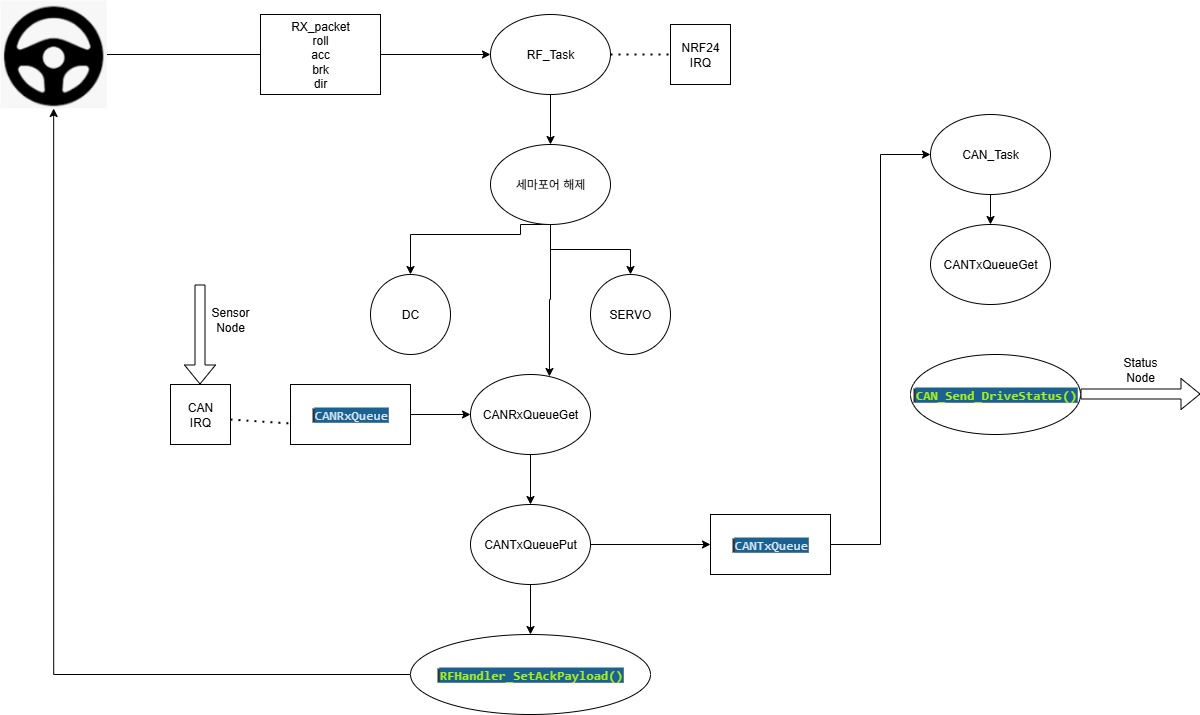 RX_packet
roll
acc
brk
dir
RF_Task
NRF24
IRQ
세마포어 해제
CAN_Task
CANTxQueueGet
DC
SERVO
Sensor
Node
CAN
IRQ
CANRxQueue
CANRxQueueGet
Status
Node
CAN_Send_DriveStatus()
CANTxQueuePut
CANTxQueue
RFHandler_SetAckPayload()